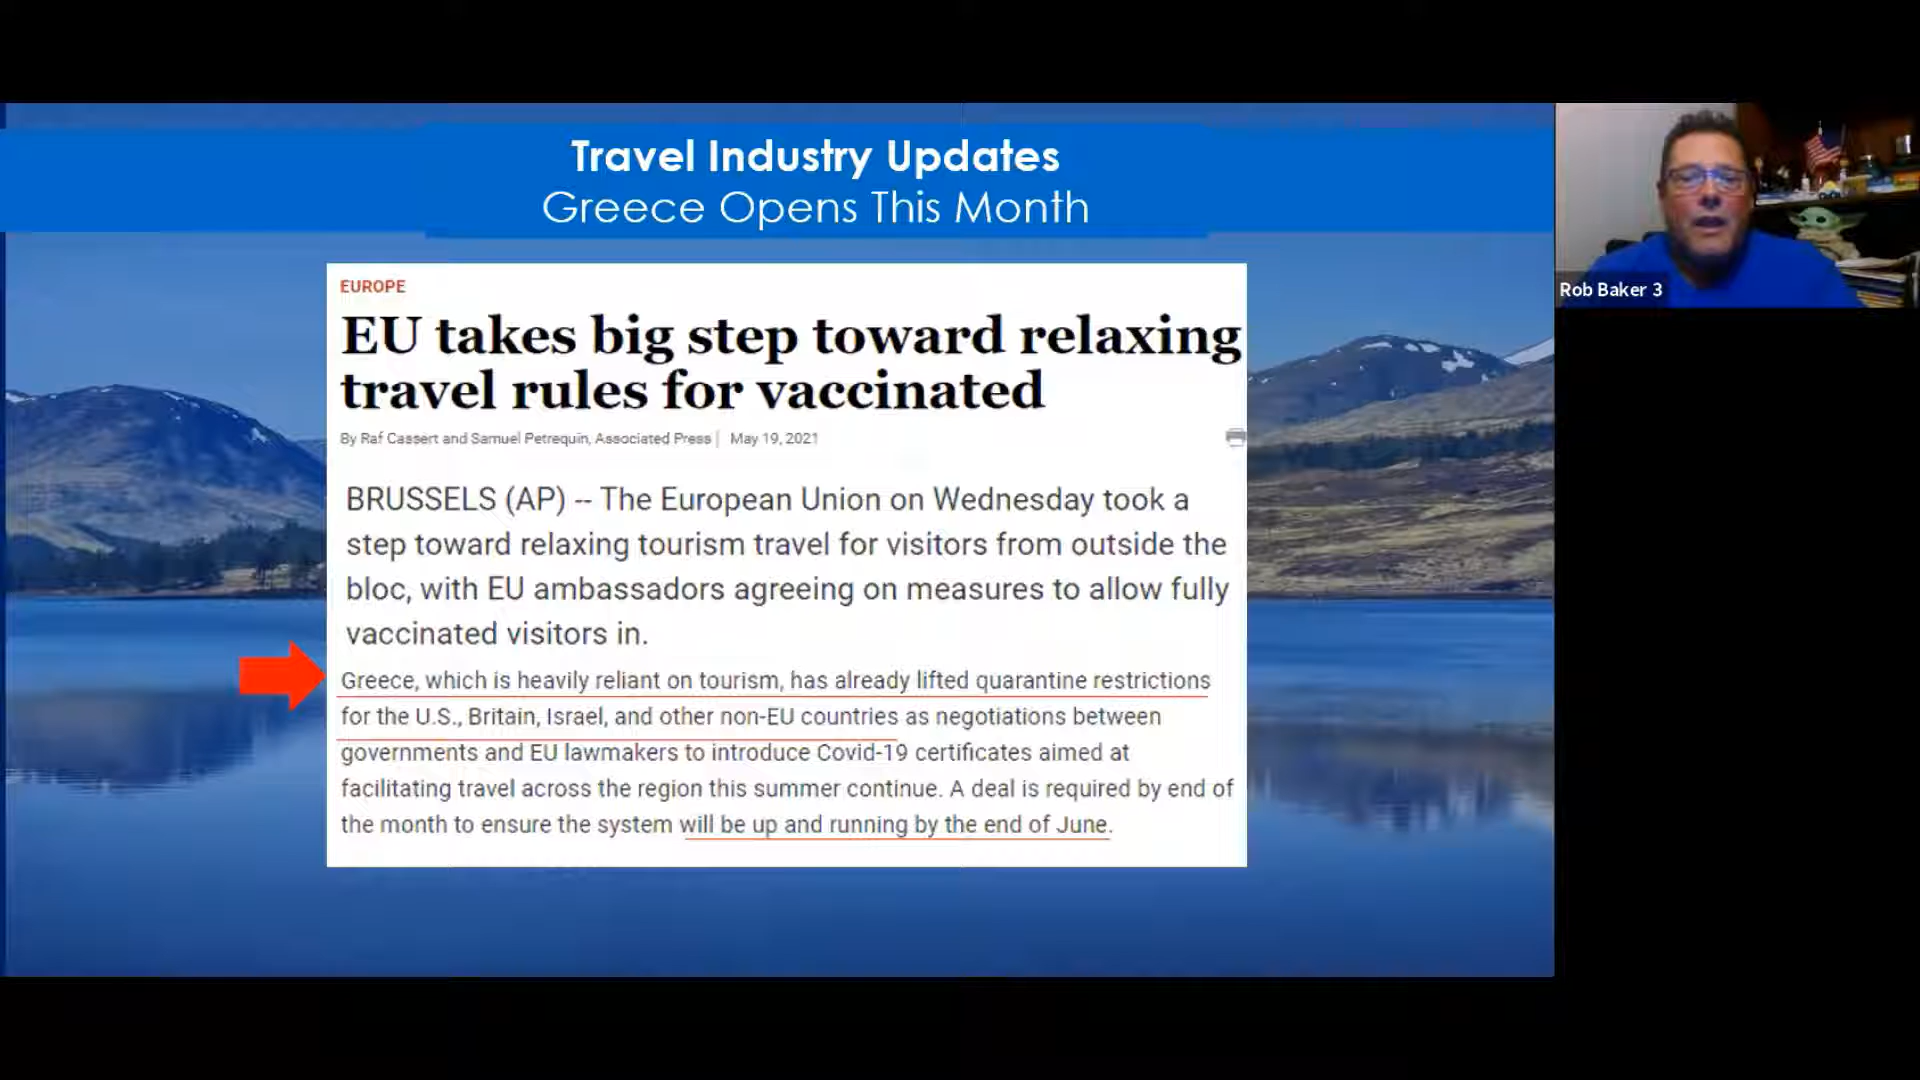 Travel Industry Updates
Greece Opens This Month
EUROPE
EU takes big step toward relaxing
travel rules for vaccinated
By Raf Cassert and Samuel Petrequin, Associated Press | May 19, 2021
BRUSSELS (AP) -- The European Union on Wednesday took a
step toward relaxing tourism travel for visitors from outside the
bloc, with EU ambassadors agreeing on measures to allow fully
vaccinated visitors in.
Greece, which is heavily reliant on tourism, has already lifted quarantine restrictions
for the U.S., Britain, Israel, and other non-EU countries as negotiations between
governments and EU lawmakers to introduce Covid-19 certificates aimed at
facilitating travel across the region this summer continue. A deal is required by end of
the month to ensure the system will be up and running by the end of June.
Rob Baker 3